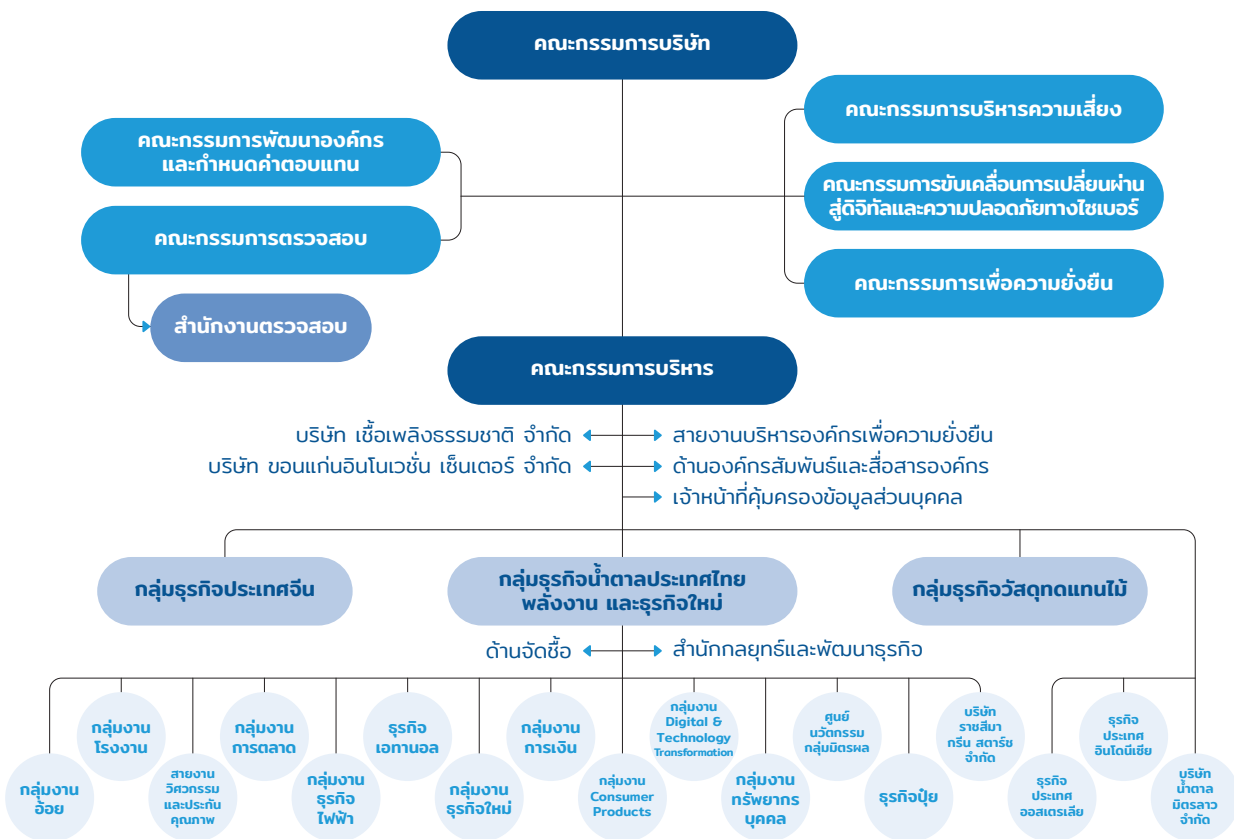 คณะกรรมการบริษัท
คณะกรรมการพัฒนาองค์กร
และกำหนดค่าตอบแทน
คณะกรรมการตรวจสอบ
สำนักงานตรวจสอบ
คณะกรรมการบริหารความเสี่ยง
คณะกรรมการขับเคลื่อนการเปลี่ยนผ่าน
สู่ดิจิทัลและความปลอดภัยทางไซเบอร์
คณะกรรมการเพื่อความยั่งยืน
คณะกรรมการบริหาร
บริษัท เชื้อเพลิงธรรมชาติ จำกัด
สายงานบริหารองค์กรเพื่อความยั่งยืน
บริษัท ขอนแก่นอินโนเวชั่น เซ็นเตอร์ จำกัด
ด้านองค์กรสัมพันธ์และสื่อสารองค์กร
เจ้าหน้าที่คุ้มครองข้อมูลส่วนบุคคล
กลุ่มธุรกิจประเทศจีน
กลุ่มธุรกิจน้ำตาลประเทศไทย
พลังงาน และธุรกิจใหม่
กลุ่มธุรกิจวัสดุทดแทนไม้
ด้านจัดซื้อ
สำนักกลยุทธ์และพัฒนาธุรกิจ
กลุ่มงาน
อ้อย
กลุ่มงาน
โรงงาน
สายงาน
วิศวกรรม
และประกัน
คุณภาพ
กลุ่มงาน
การตลาด
กลุ่มงาน
ธุรกิจ
ไฟฟ้า
ธุรกิจ
เอทานอล
กลุ่มงาน
ธุรกิจใหม่
กลุ่มงาน
การเงิน
กลุ่มงาน
Consumer
Products
กลุ่มงาน
Digital &
Technology
Transformation
กลุ่มงาน
ทรัพยากร
บุคคล
ศูนย์
นวัตกรรม
กลุ่มมิตรผล
ธุรกิจปุ๋ย
บริษัท
ราชสีมา
กรีน สตาร์ช
จำกัด
ธุรกิจ
ประเทศ
ออสเตรเลีย
ธุรกิจ
ประเทศ
อินโดนีเซีย
บริษัท
น้ำตาล
มิตรลาว
จำกัด